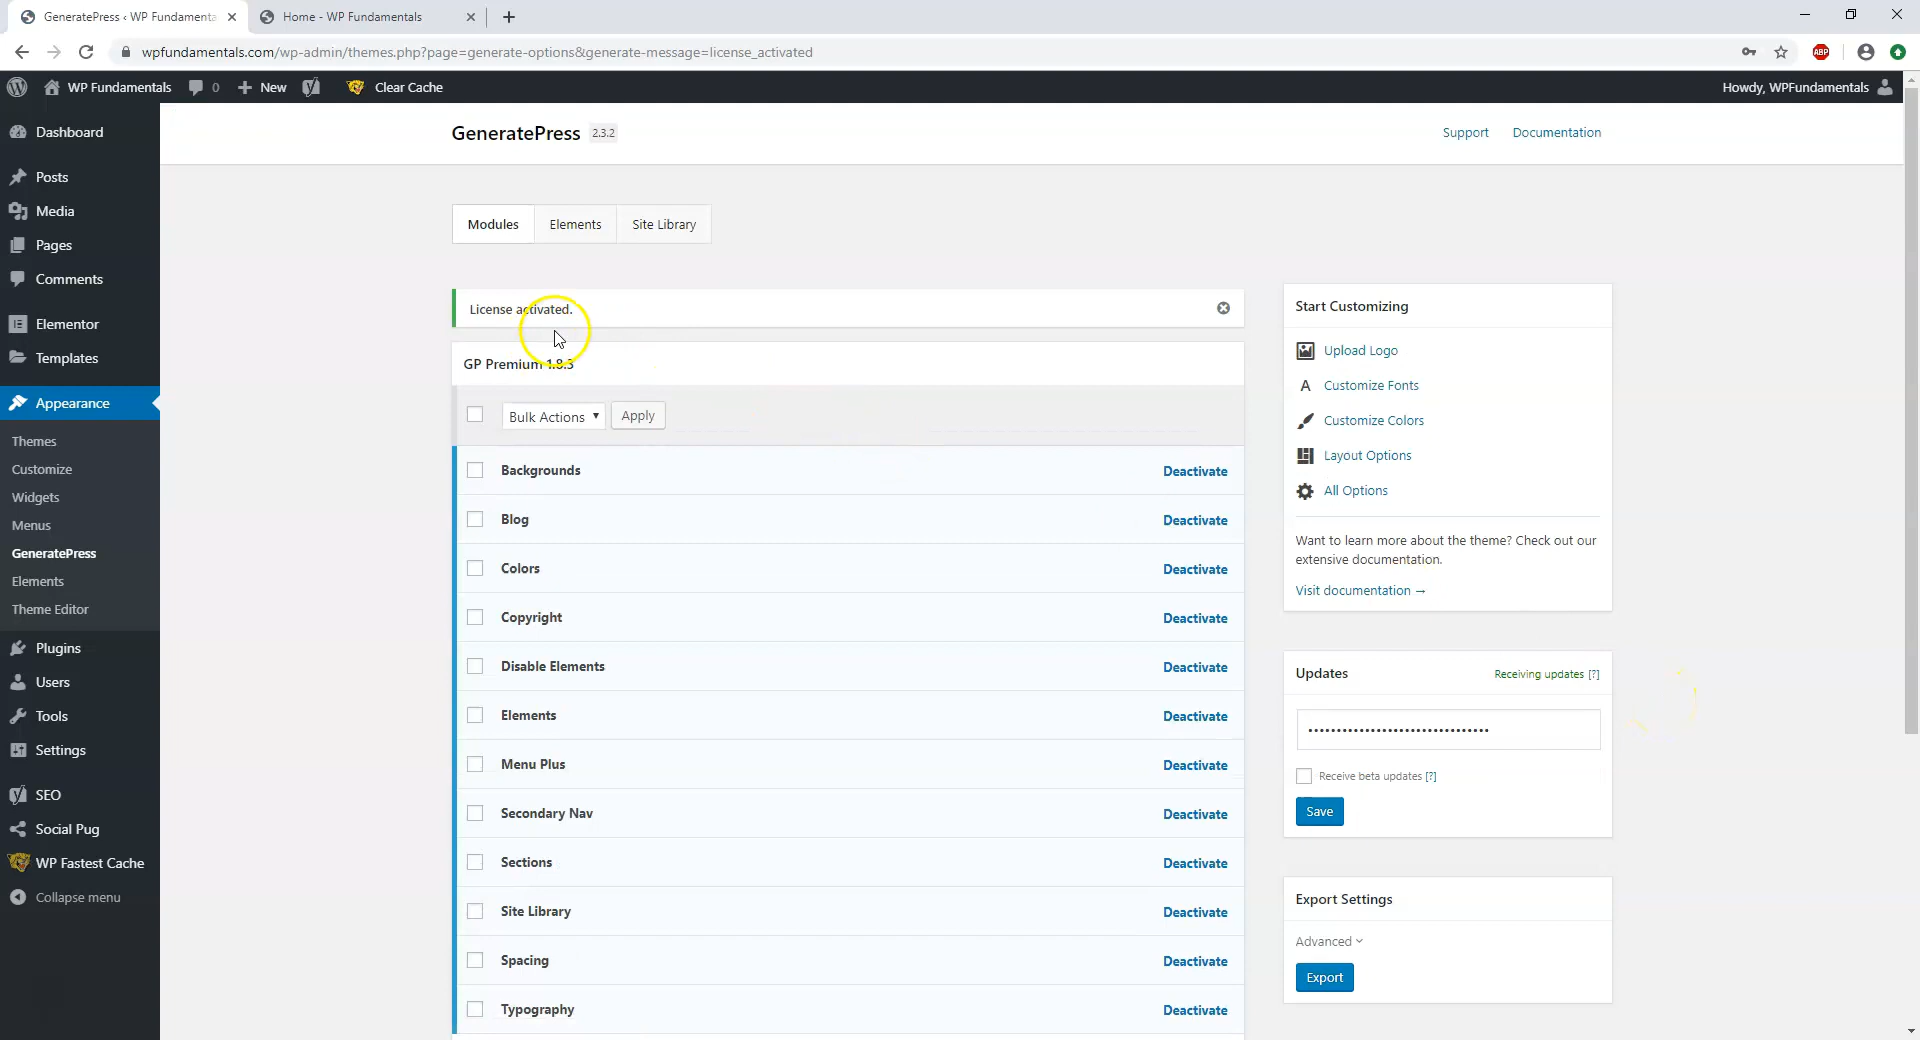 GeneratePress ‹ WP Fundamenta
Home - WP Fundamentals
wpfundamentals.com/wp-admin/themes.php?page=generate-options&generate-message=license_activated
ABP
WP Fundamentals 0 New Clear Cache Howdy, WPFundamentals
Dashboard
Posts
Media
Pages
Comments
Elementor
Templates
Appearance
Themes
Customize
Widgets
Menus
GeneratePress
Elements
Theme Editor
Plugins
Users
Tools
Settings
SEO
Social Pug
WP Fastest Cache
Collapse menu
GeneratePress 2.3.2
Support Documentation
Modules Elements Site Library
License activated.
GP Premium 1.8.3
Bulk Actions Apply
Backgrounds Deactivate
Blog Deactivate
Colors Deactivate
Copyright Deactivate
Disable Elements Deactivate
Elements Deactivate
Menu Plus Deactivate
Secondary Nav Deactivate
Sections Deactivate
Site Library Deactivate
Spacing Deactivate
Typography Deactivate
Start Customizing
Upload Logo
A Customize Fonts
Customize Colors
Layout Options
All Options
Want to learn more about the theme? Check out our
extensive documentation.
Visit documentation →
Updates Receiving updates [?]
••••••••••••••••••••••••••••••••
Receive beta updates [?]
Save
Export Settings
Advanced
Export